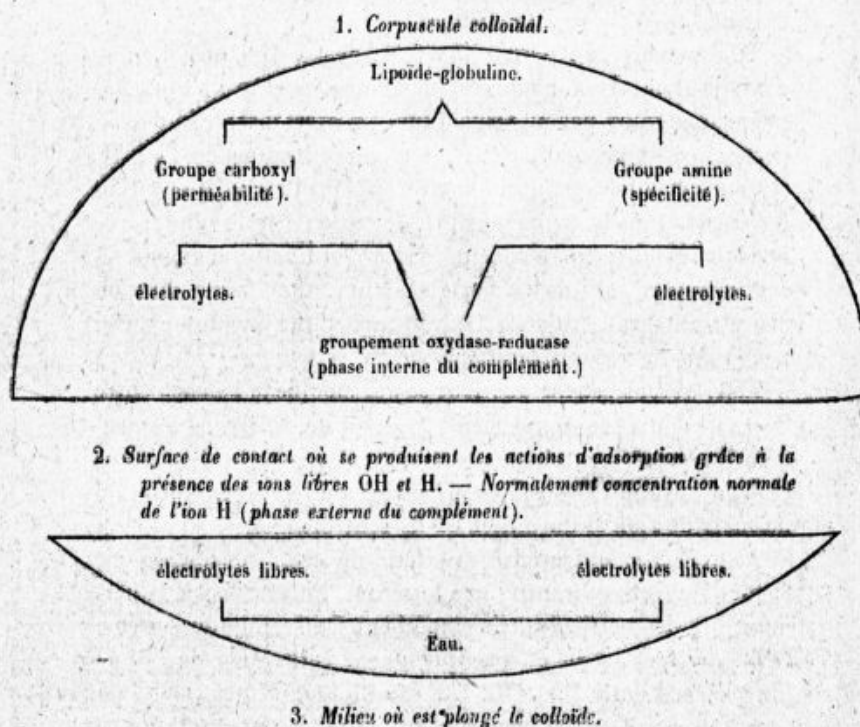 1. Corpuscule colloïdal.
Lipoïde-globuline.
Groupe carboxyl
(perméabilité).
Groupe amine
(spécificité).
électrolytes.
électrolytes.
groupement oxydase-reducase
(phase interne du complément.)
2. Surface de contact où se produisent les actions d'adsorption grâce à la
présence des ions libres OH et H. — Normalement concentration normale
de l'ion H (phase externe du complément).
électrolytes libres.
électrolytes libres.
Eau.
3. Milieu où est plongé le colloïde.